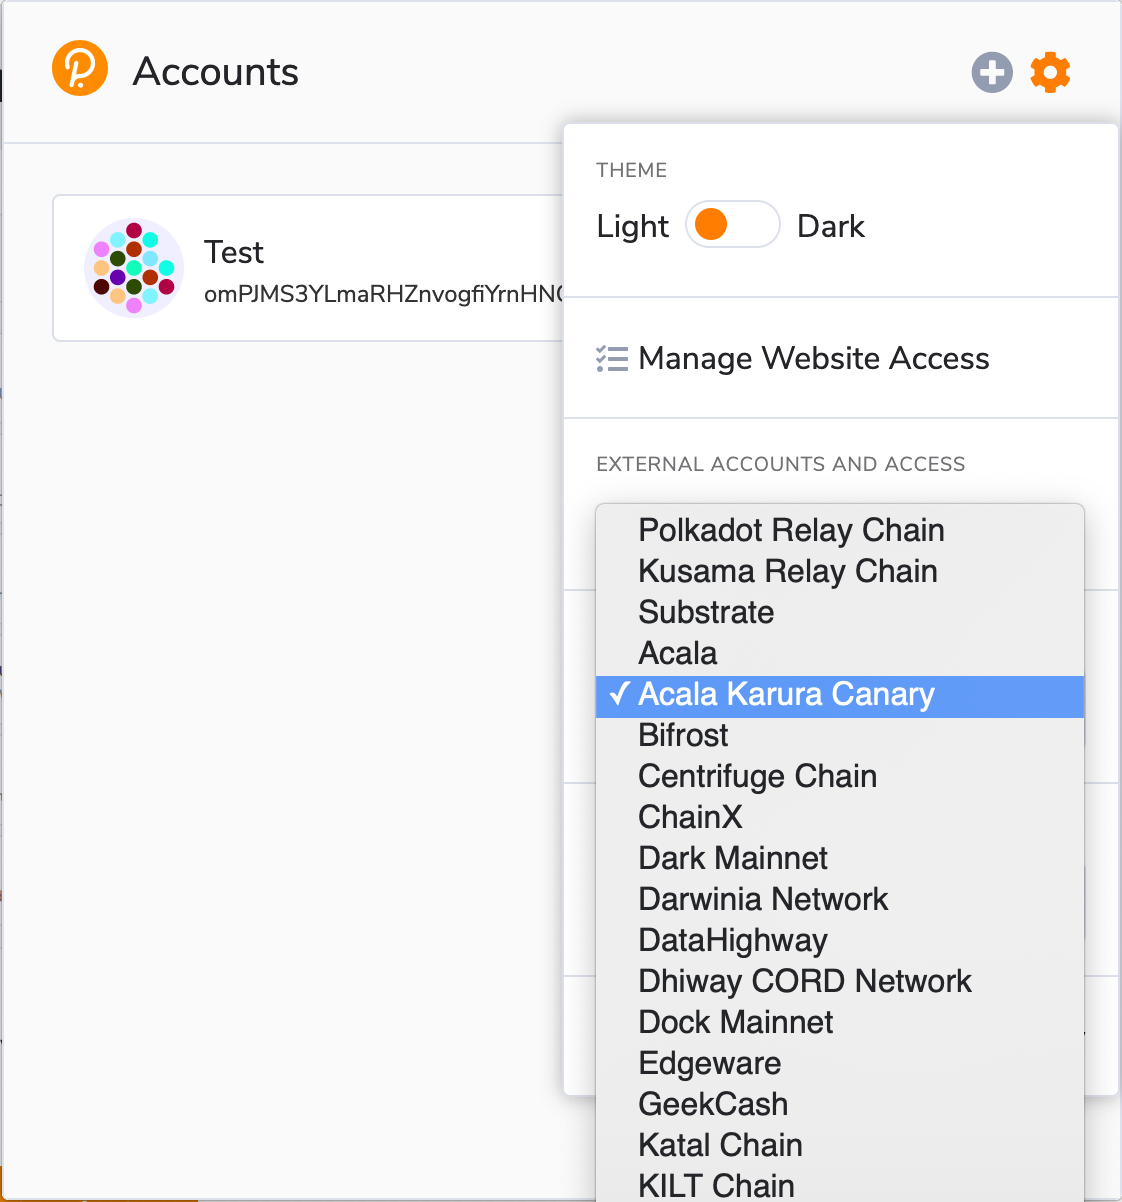 Accounts
THEME
Light Dark
Test
omPJMS3YLmaRHZnvogfiYrnHN
Manage Website Access
EXTERNAL ACCOUNTS AND ACCESS
Polkadot Relay Chain
Kusama Relay Chain
Substrate
Acala
✓ Acala Karura Canary
Bifrost
Centrifuge Chain
ChainX
Dark Mainnet
Darwinia Network
DataHighway
Dhiway CORD Network
Dock Mainnet
Edgeware
GeekCash
Katal Chain
KILT Chain